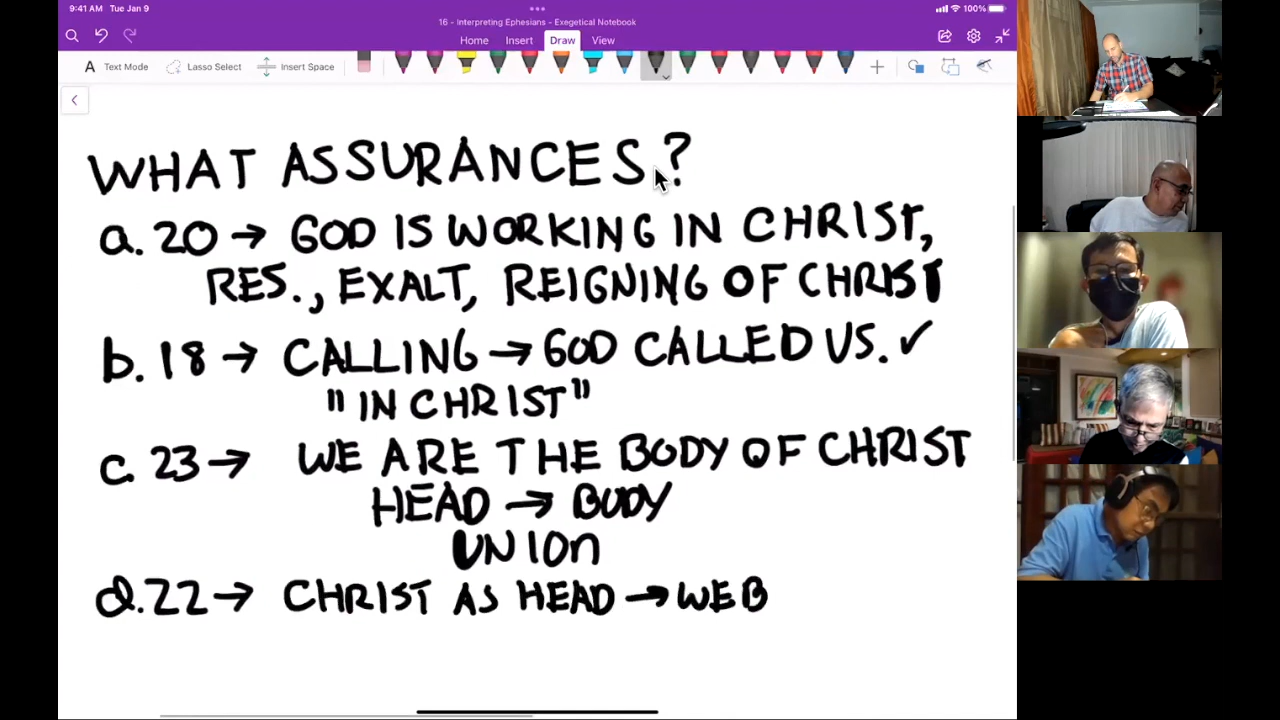 9:41 AM Tue Jan 9
100%
16 - Interpreting Ephesians - Exegetical Notebook
Home Insert Draw View
A Text Mode Lasso Select Insert Space
WHAT ASSURANCES?
a. 20 → GOD IS WORKING IN CHRIST,
RES., EXALT, REIGNING OF CHRIST
b. 18 → CALLING → GOD CALLED US. ✓
"IN CHRIST"
c. 23 → WE ARE THE BODY OF CHRIST
HEAD → BODY
UNION
d. 22 → CHRIST AS HEAD → WE B